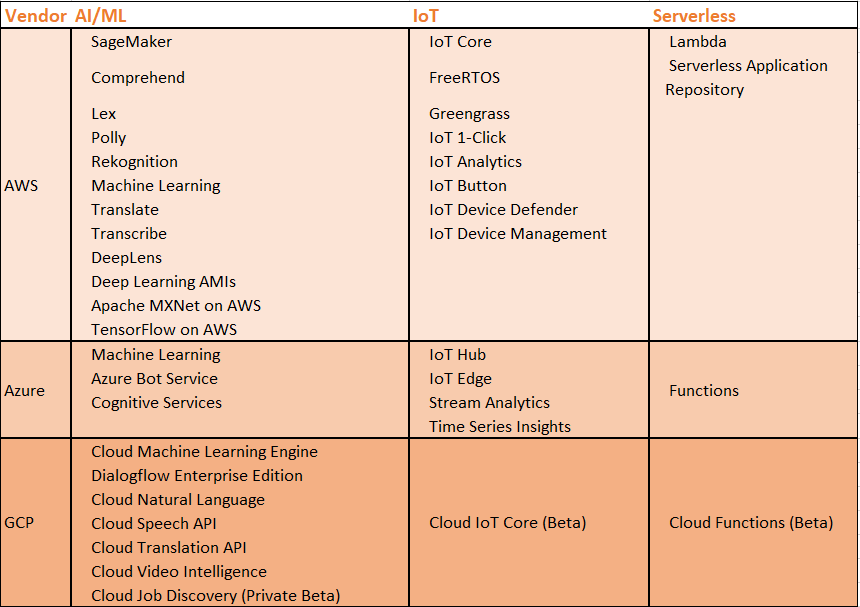 Vendor AI/ML IoT Serverless
AWS
SageMaker
Comprehend
Lex
Polly
Rekognition
Machine Learning
Translate
Transcribe
DeepLens
Deep Learning AMIs
Apache MXNet on AWS
TensorFlow on AWS
IoT Core
FreeRTOS
Greengrass
IoT 1-Click
IoT Analytics
IoT Button
IoT Device Defender
IoT Device Management
Lambda
Serverless Application
Repository
Azure
Machine Learning
Azure Bot Service
Cognitive Services
IoT Hub
IoT Edge
Stream Analytics
Time Series Insights
Functions
GCP
Cloud Machine Learning Engine
Dialogflow Enterprise Edition
Cloud Natural Language
Cloud Speech API
Cloud Translation API
Cloud Video Intelligence
Cloud Job Discovery (Private Beta)
Cloud IoT Core (Beta)
Cloud Functions (Beta)